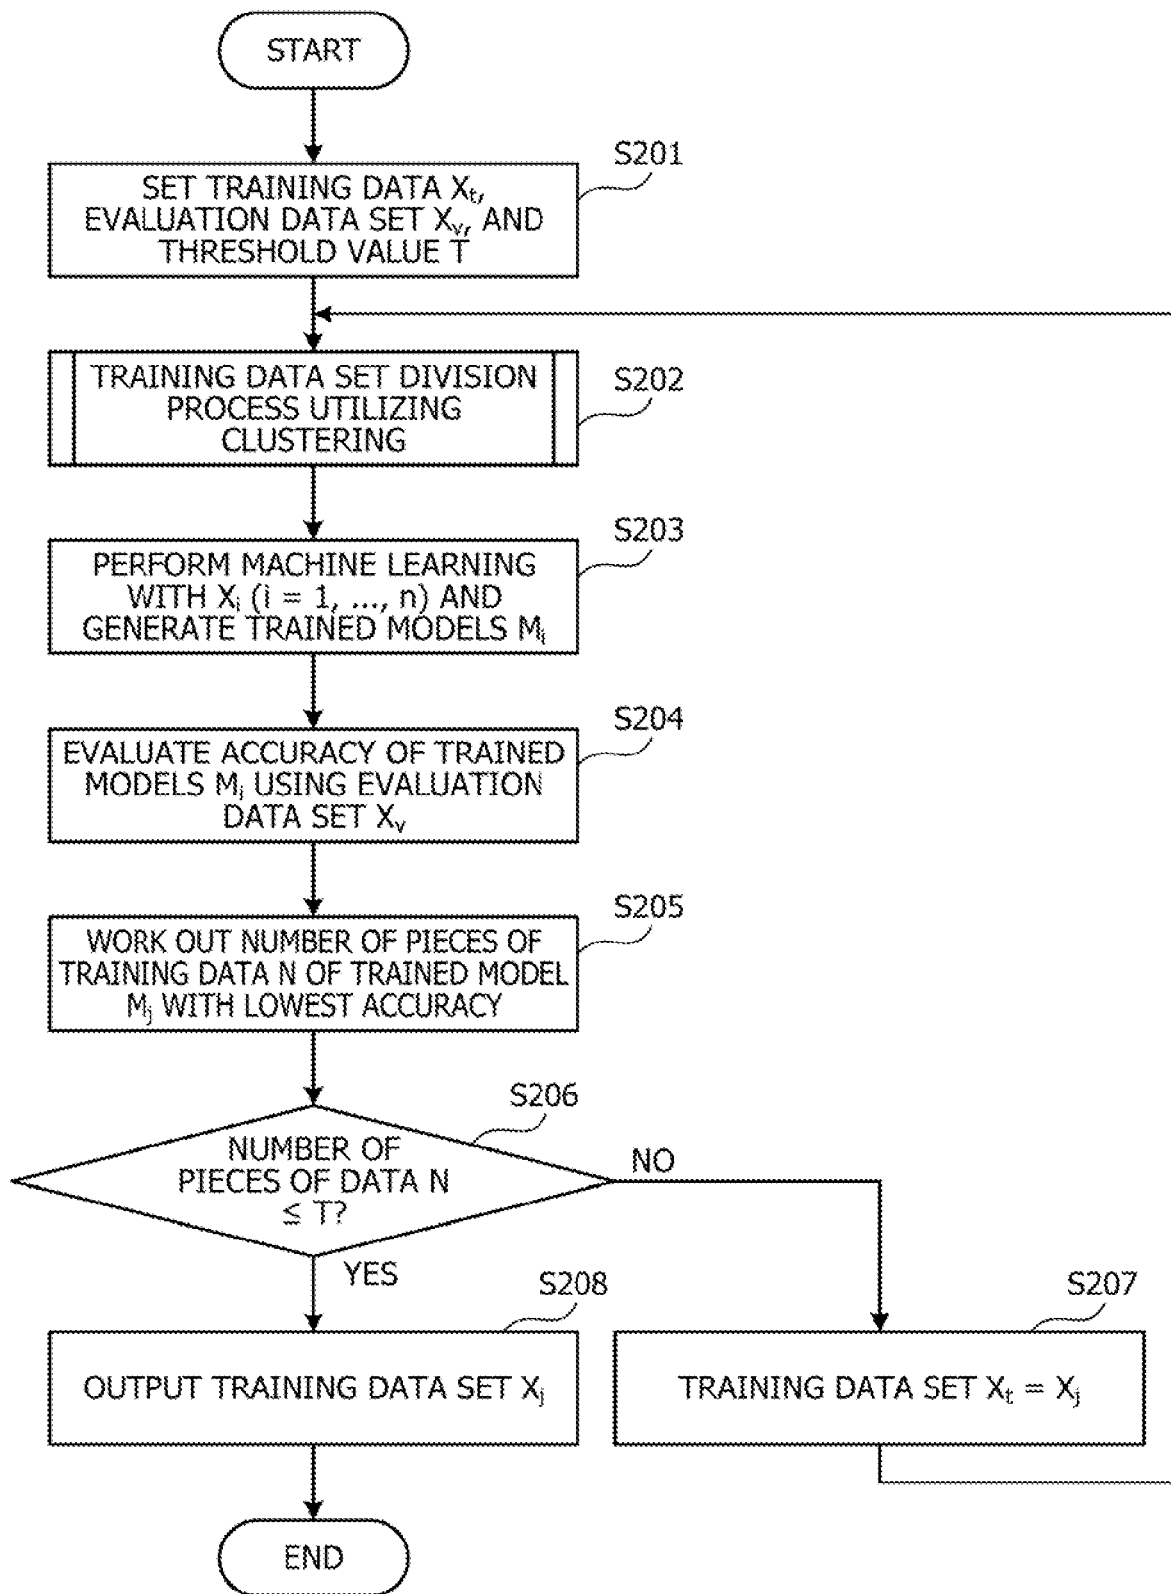 START
S201
SET TRAINING DATA Xt,
EVALUATION DATA SET Xv, AND
THRESHOLD VALUE T
S202
TRAINING DATA SET DIVISION
PROCESS UTILIZING
CLUSTERING
S203
PERFORM MACHINE LEARNING
WITH Xi (i = 1, ..., n) AND
GENERATE TRAINED MODELS Mi
S204
EVALUATE ACCURACY OF TRAINED
MODELS Mi USING EVALUATION
DATA SET Xv
S205
WORK OUT NUMBER OF PIECES OF
TRAINING DATA N OF TRAINED MODEL
Mj WITH LOWEST ACCURACY
S206
NUMBER OF
PIECES OF DATA N
≤ T?
NO
YES
S208
OUTPUT TRAINING DATA SET Xj
S207
TRAINING DATA SET Xt = Xj
END